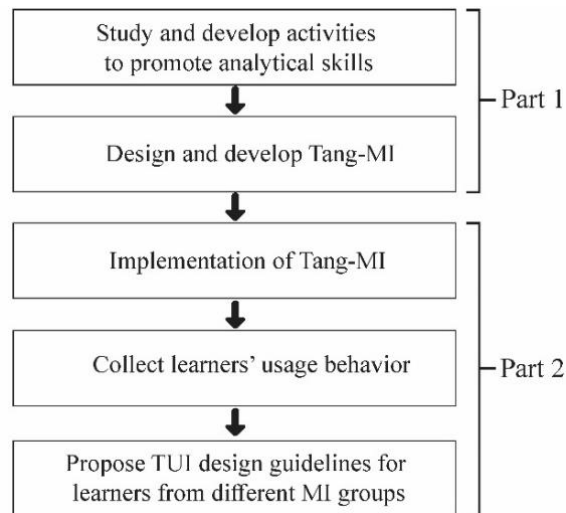 Study and develop activities
to promote analytical skills
Part 1
Design and develop Tang-MI
Implementation of Tang-MI
Collect learners' usage behavior
Part 2
Propose TUI design guidelines for
learners from different MI groups